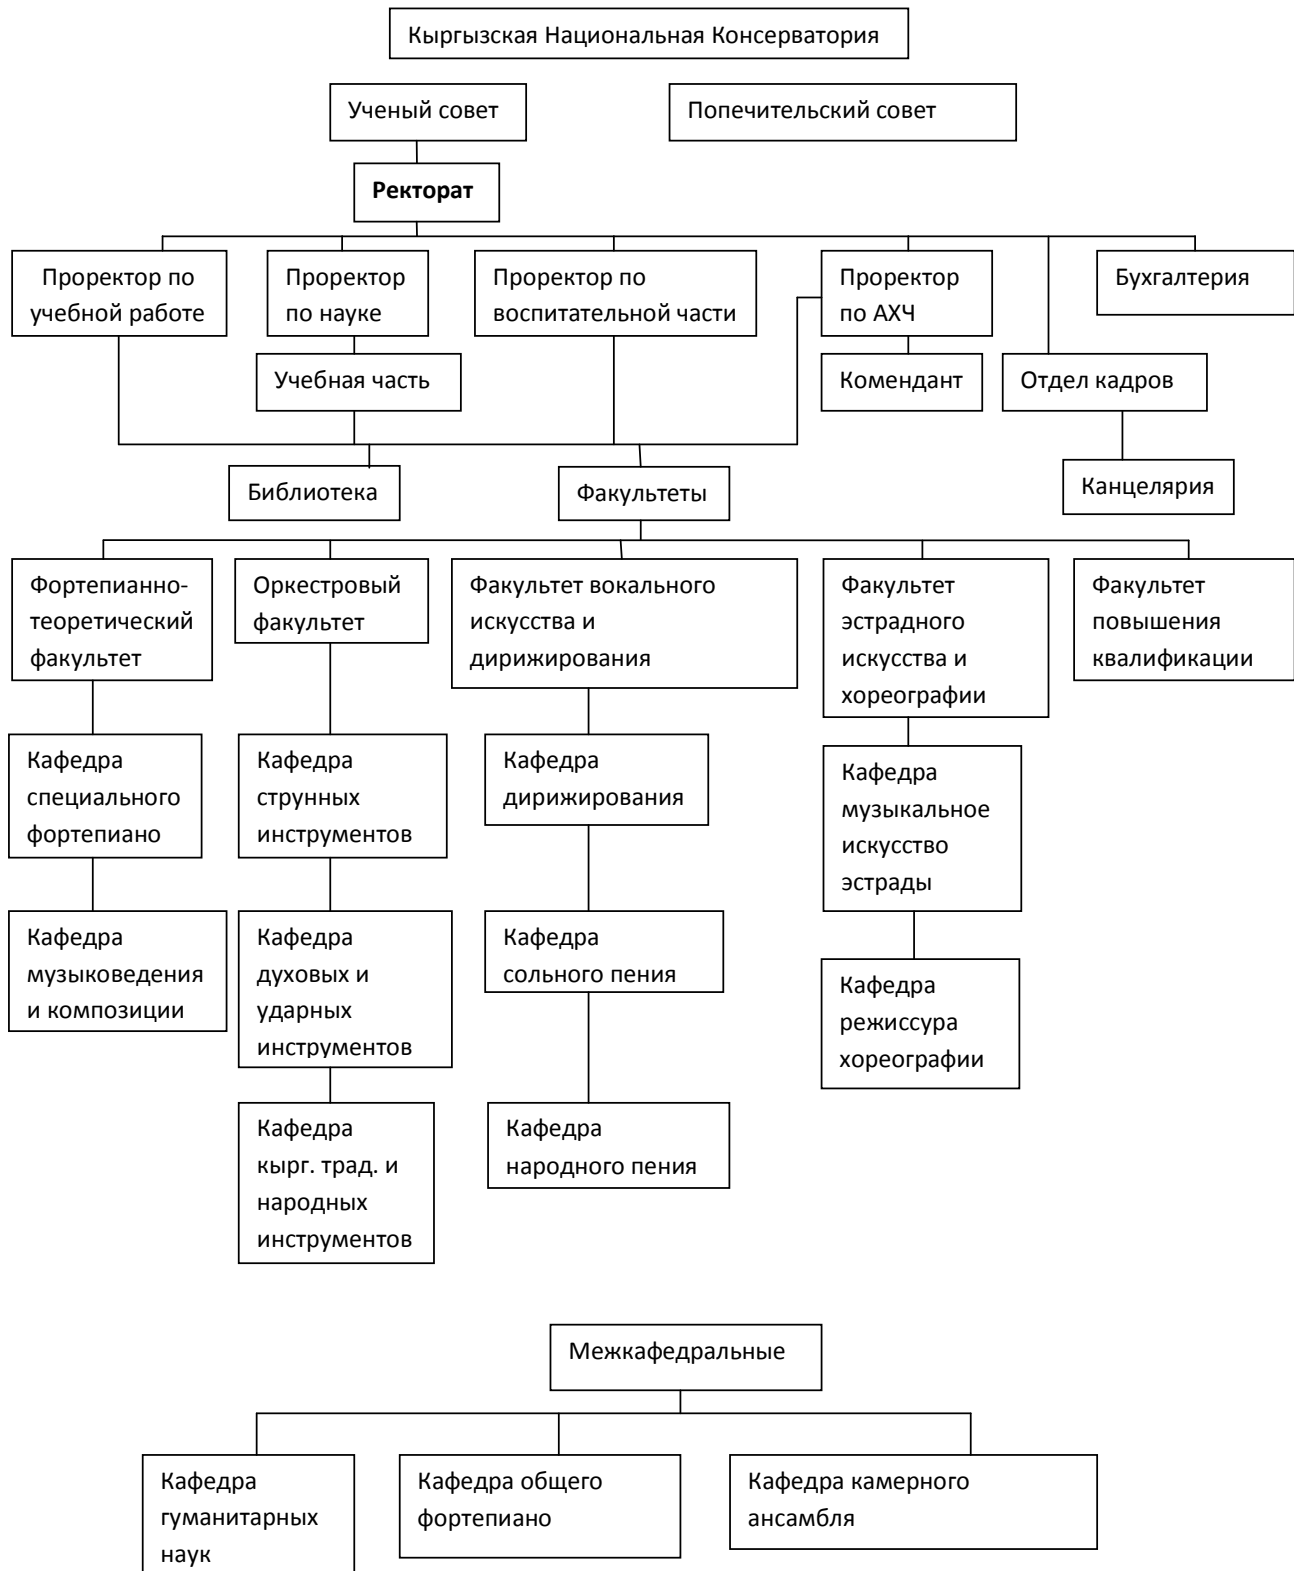 Кыргызская Национальная Консерватория
Ученый совет
Попечительский совет
Ректорат
Проректор по
учебной работе
Проректор
по науке
Проректор по
воспитательной части
Проректор
по АХЧ
Бухгалтерия
Учебная часть
Комендант
Отдел кадров
Библиотека
Факультеты
Канцелярия
Фортепианно-
теоретический
факультет
Оркестровый
факультет
Факультет вокального
искусства и
дирижирования
Факультет
эстрадного
искусства и
хореографии
Факультет
повышения
квалификации
Кафедра
специального
фортепиано
Кафедра
струнных
инструментов
Кафедра
дирижирования
Кафедра
музыкальное
искусство
эстрады
Кафедра
музыковедения
и композиции
Кафедра
духовых и
ударных
инструментов
Кафедра
сольного пения
Кафедра
режиссура
хореографии
Кафедра
кырг. трад. и
народных
инструментов
Кафедра
народного пения
Межкафедральные
Кафедра
гуманитарных
наук
Кафедра общего
фортепиано
Кафедра камерного
ансамбля